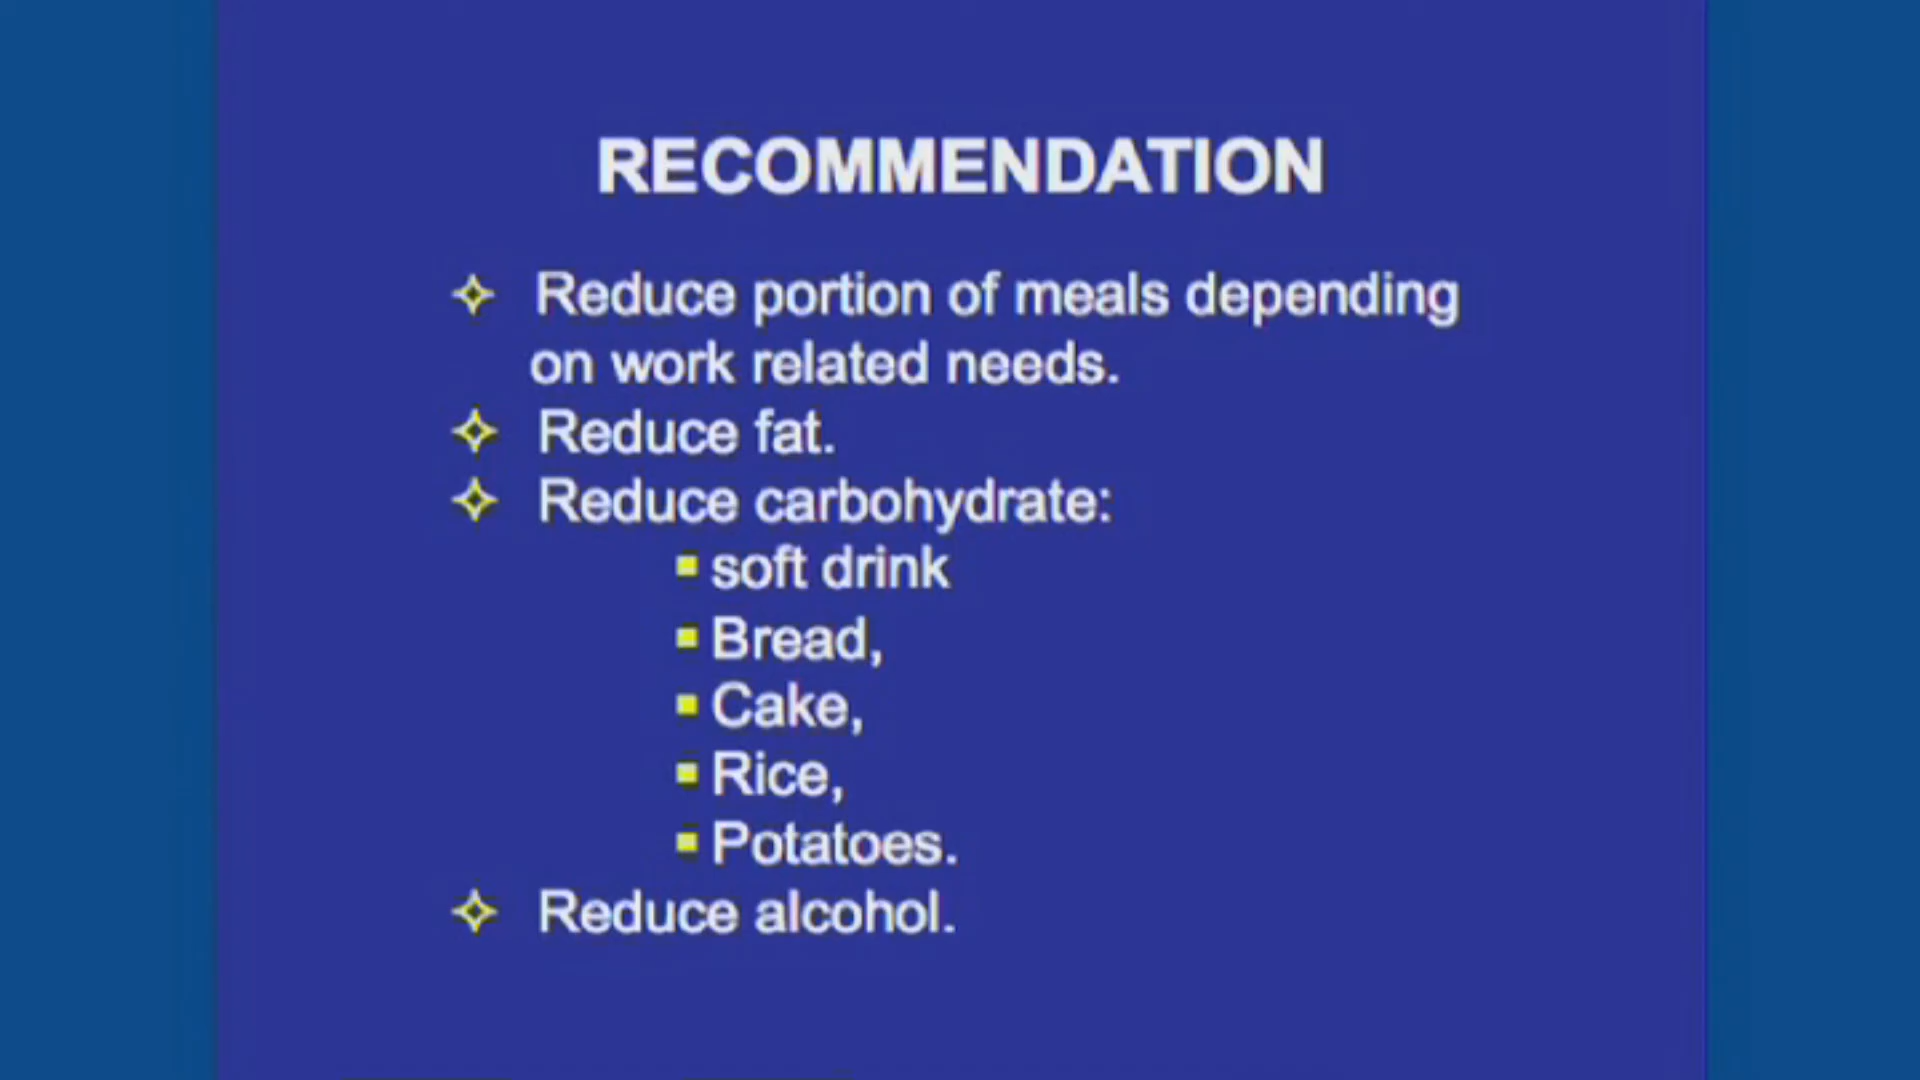 RECOMMENDATION
Reduce portion of meals depending
on work related needs.
Reduce fat.
Reduce carbohydrate:
soft drink
Bread,
Cake,
Rice,
Potatoes.
Reduce alcohol.